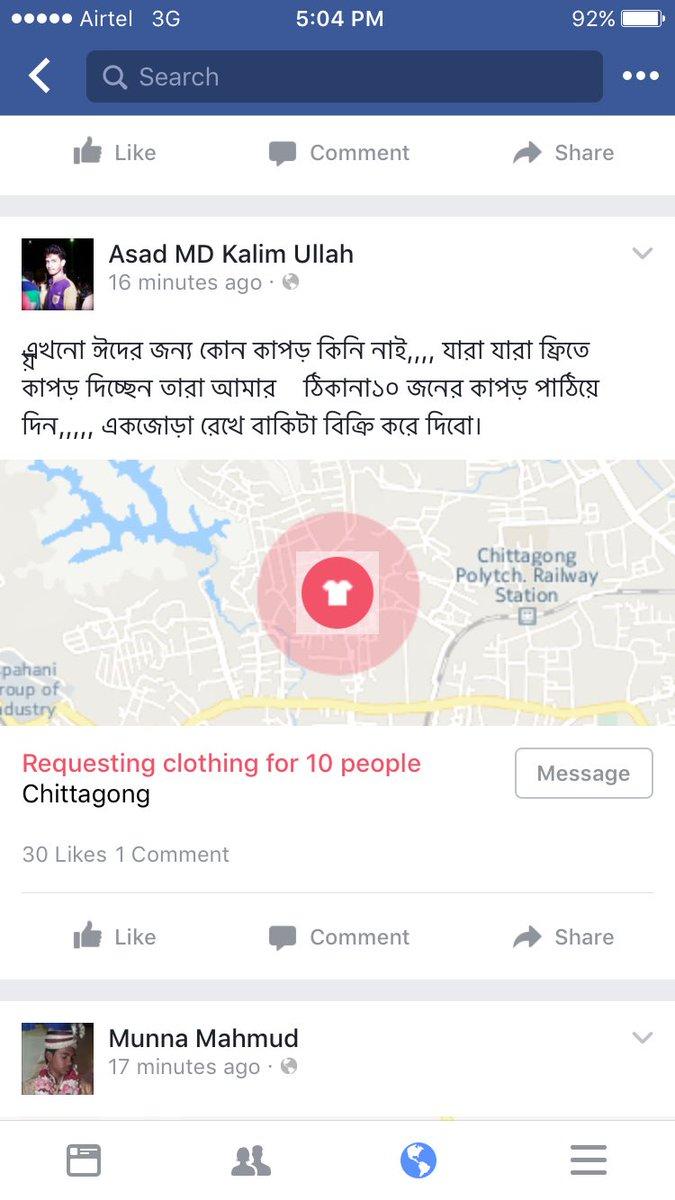 Airtel 3G 5:04 PM 92%
Search
Like Comment Share
Asad MD Kalim Ullah
16 minutes ago ·
এখনো ঈদের জন্য কোন কাপড় কিনি নাই,,,, যারা যারা ফ্রিতে
কাপড় দিচ্ছেন তারা আমার ঠিকানা১০ জনের কাপড় পাঠিয়ে
দিন,,,,, একজোড়া রেখে বাকিটা বিক্রি করে দিবো।
Chittagong
Polytch. Railway
Station
pahani
roup of
dustry
Requesting clothing for 10 people
Message
Chittagong
30 Likes 1 Comment
Like Comment Share
Munna Mahmud
17 minutes ago ·